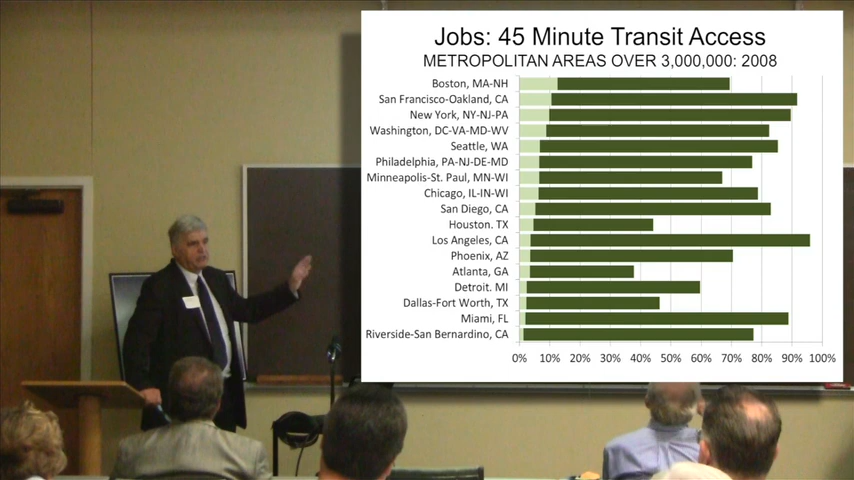 Jobs: 45 Minute Transit Access
METROPOLITAN AREAS OVER 3,000,000: 2008
Boston, MA-NH
San Francisco-Oakland, CA
New York, NY-NJ-PA
Washington, DC-VA-MD-WV
Seattle, WA
Philadelphia, PA-NJ-DE-MD
Minneapolis-St. Paul, MN-WI
Chicago, IL-IN-WI
San Diego, CA
Houston. TX
Los Angeles, CA
Phoenix, AZ
Atlanta, GA
Detroit. MI
Dallas-Fort Worth, TX
Miami, FL
Riverside-San Bernardino, CA
0% 10% 20% 30% 40% 50% 60% 70% 80% 90% 100%